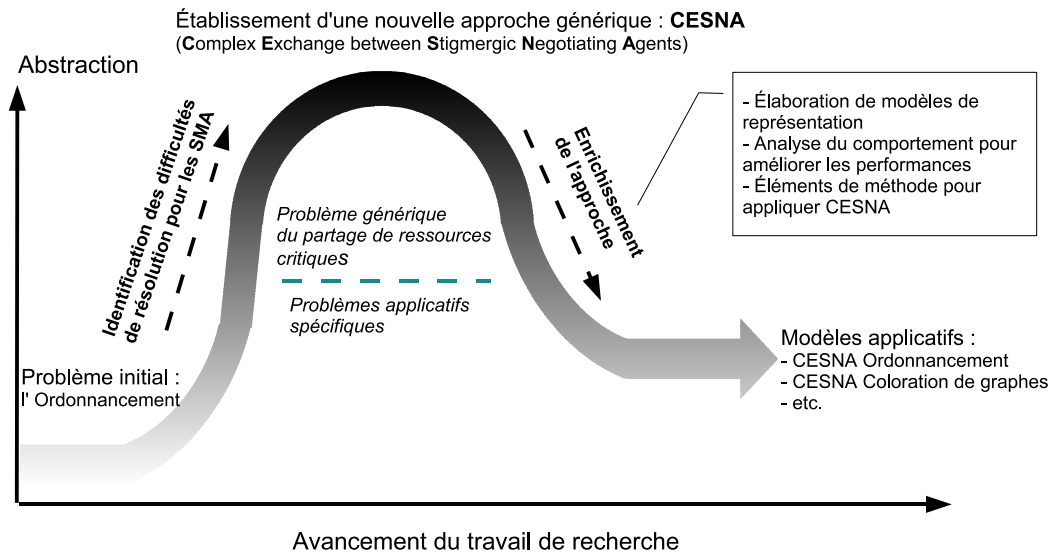 Établissement d'une nouvelle approche générique : CESNA
(Complex Exchange between Stigmergic Negotiating Agents)
Abstraction
Identification des difficultés
de résolution pour les SMA
Enrichissement
de l'approche
- Élaboration de modèles de
représentation
- Analyse du comportement pour
améliorer les performances
- Éléments de méthode pour
appliquer CESNA
Problème générique
du partage de ressources
critiques
Problèmes applicatifs
spécifiques
Problème initial :
l' Ordonnancement
Modèles applicatifs :
- CESNA Ordonnancement
- CESNA Coloration de graphes
- etc.
Avancement du travail de recherche